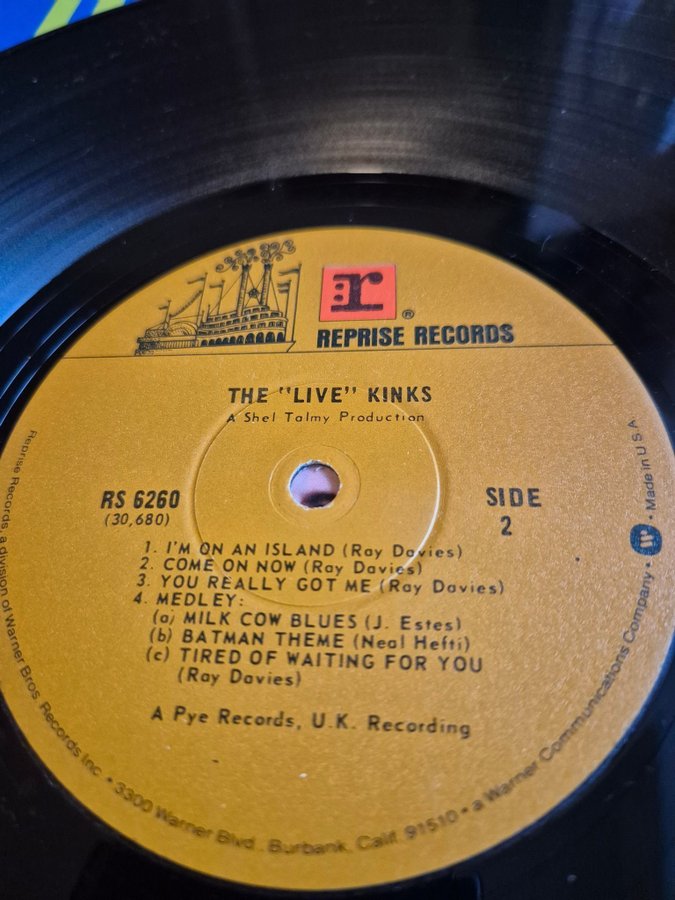 r
®
REPRISE RECORDS
THE "LIVE" KINKS
A Shel Talmy Production
RS 6260
(30,680)
SIDE
2
1. I'M ON AN ISLAND (Ray Davies)
2. COME ON NOW (Ray Davies)
3. YOU REALLY GOT ME (Ray Davies)
4. MEDLEY:
(a) MILK COW BLUES (J. Estes)
(b) BATMAN THEME (Neal Hefti)
(c) TIRED OF WAITING FOR YOU
(Ray Davies)
A Pye Records, U.K. Recording
Reprise Records, a division of Warner Bros. Records Inc. • 3300 Warner Blvd., Burbank, Calif. 91510 • a Warner Communications Company • W • Made in U.S.A.